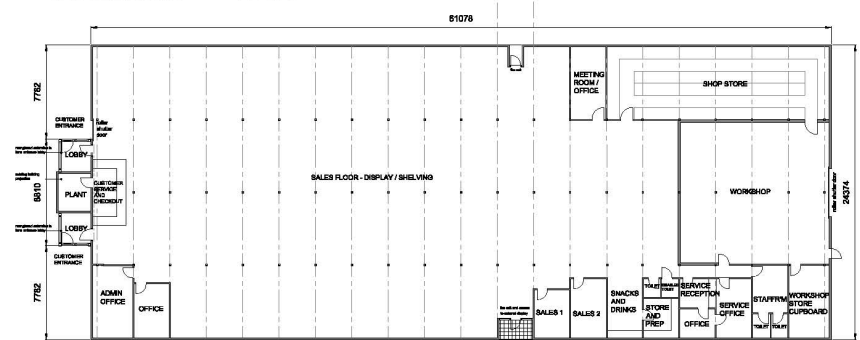 61078
7782
6810
7782
24374
CUSTOMER
ENTRANCE
roller
shutter
door
LOBBY
PLANT
LOBBY
CUSTOMER
ENTRANCE
CUSTOMER
SERVICE
AND
CHECKOUT
SALES FLOOR - DISPLAY / SHELVING
MEETING
ROOM /
OFFICE
SHOP STORE
WORKSHOP
roller shutter door
ADMIN
OFFICE
OFFICE
SALES 1
SALES 2
SNACKS
AND
DRINKS
TOILET
STORE
AND
PREP
SERVICE
RECEPTION
OFFICE
SERVICE
OFFICE
STAFF R'M
TOILET
TOILET
WORKSHOP
STORE
CUPBOARD